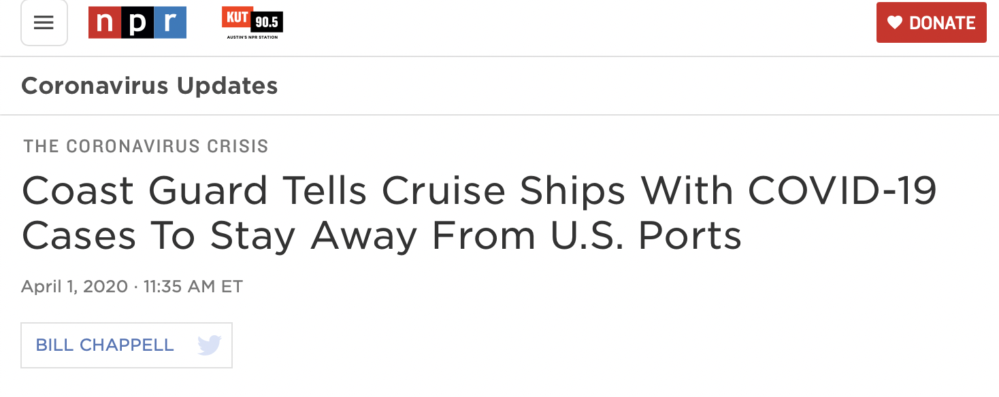 npr
KUT 90.5
AUSTIN'S NPR STATION
DONATE
Coronavirus Updates
THE CORONAVIRUS CRISIS
Coast Guard Tells Cruise Ships With COVID-19
Cases To Stay Away From U.S. Ports
April 1, 2020 · 11:35 AM ET
BILL CHAPPELL